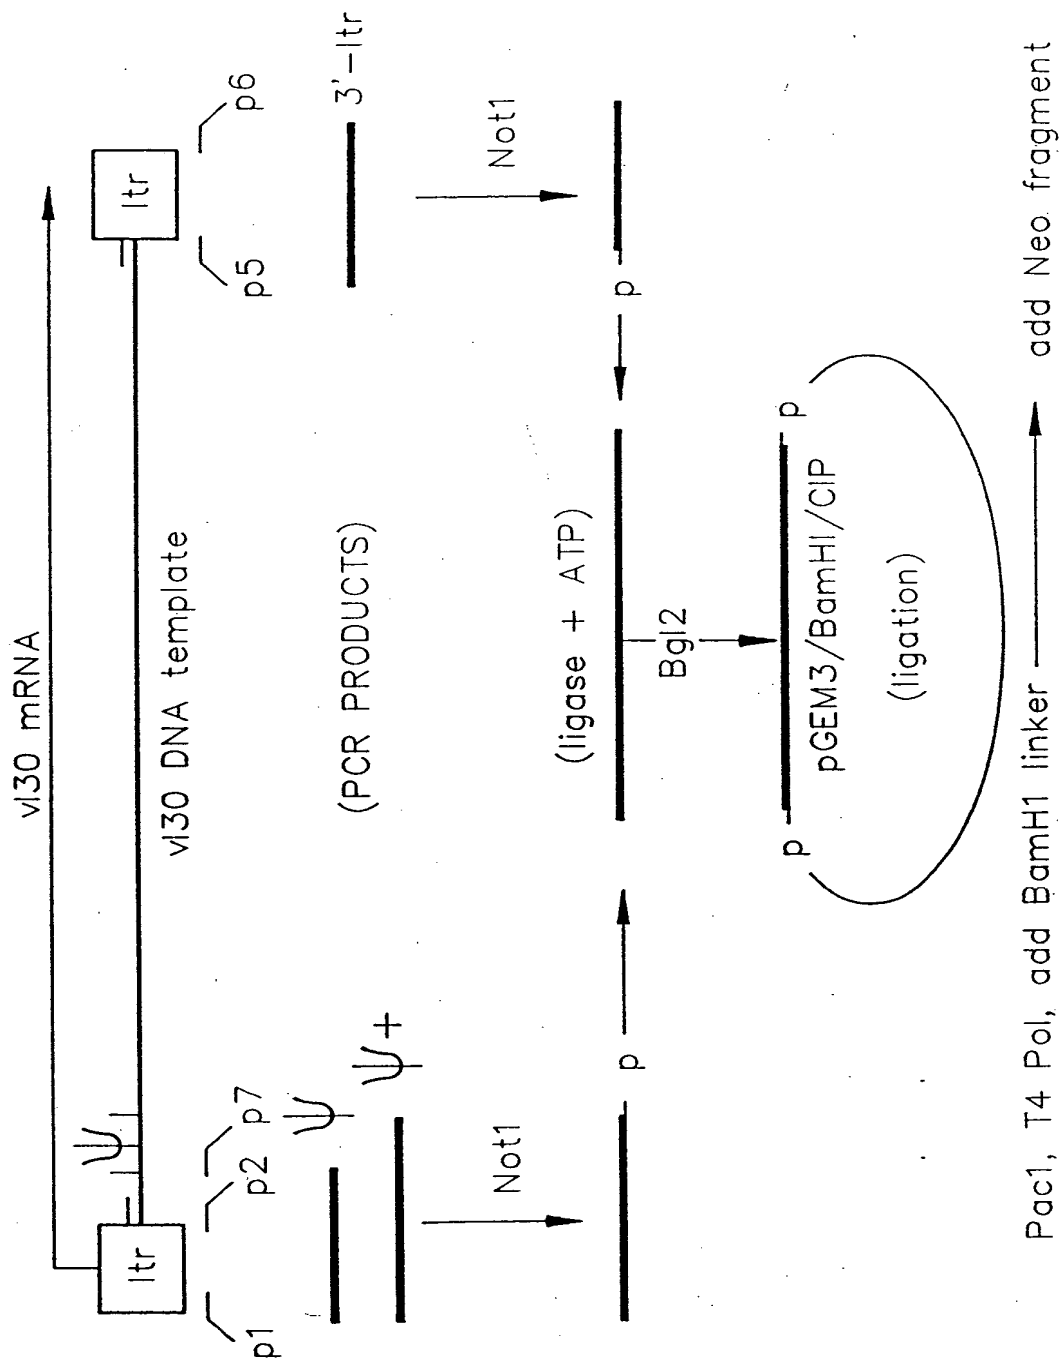 vl30 mRNA
ltr
Ψ
ltr
vl30 DNA template
p1
p2
p7
p5
p6
Ψ
(PCR PRODUCTS)
3'-ltr
Ψ+
Not1
Not1
p
(ligase + ATP)
p
Bgl2
p
p
pGEM3/BamHI/CIP
(ligation)
Pac1, T4 Pol, add BamH1 linker
add Neo fragment